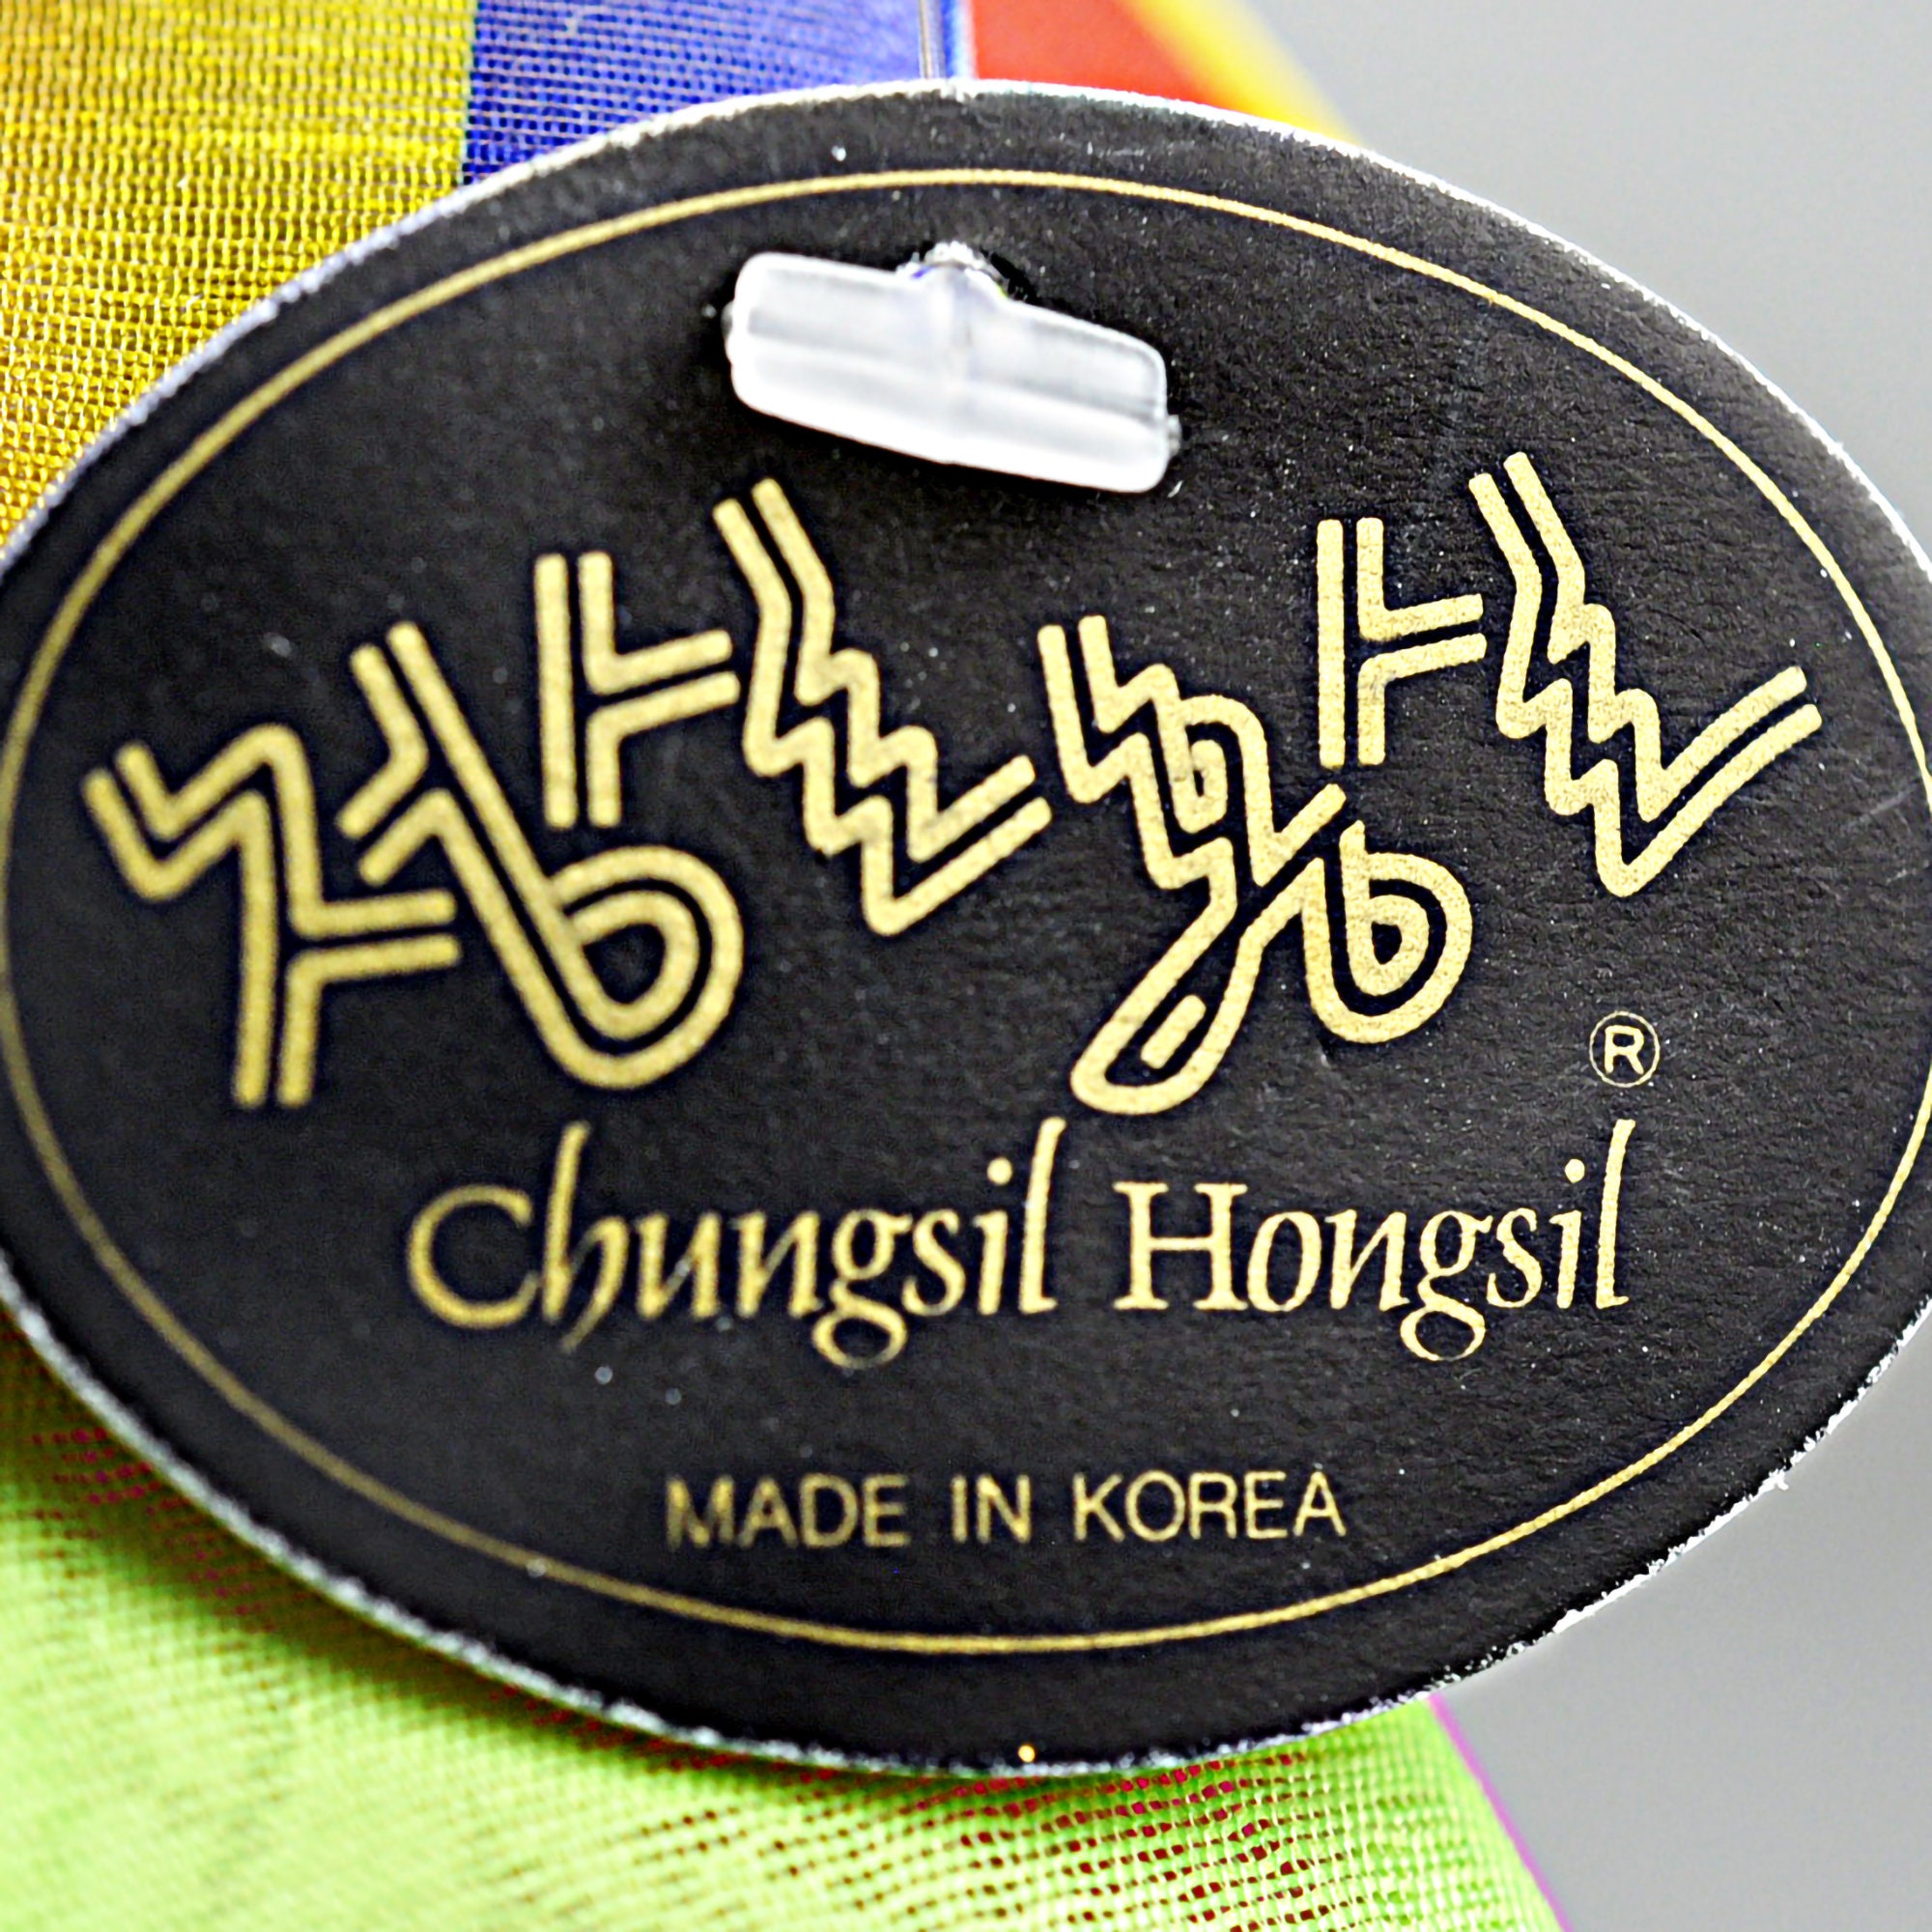 청실홍실
®
Chungsil Hongsil
MADE IN KOREA